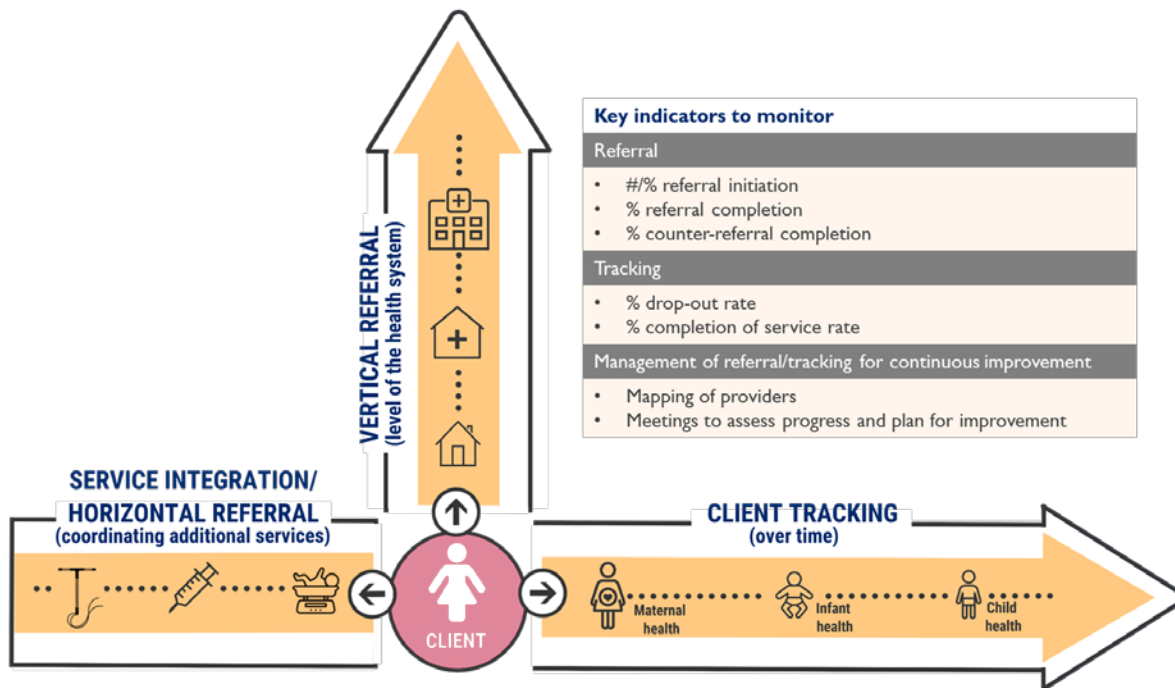 Key indicators to monitor
Referral
• #/% referral initiation
• % referral completion
• % counter-referral completion
Tracking
• % drop-out rate
• % completion of service rate
Management of referral/tracking for continuous improvement
• Mapping of providers
• Meetings to assess progress and plan for improvement
VERTICAL REFERRAL
(level of the health system)
SERVICE INTEGRATION/
HORIZONTAL REFERRAL
(coordinating additional services)
CLIENT
CLIENT TRACKING
(over time)
Maternal
health
Infant
health
Child
health